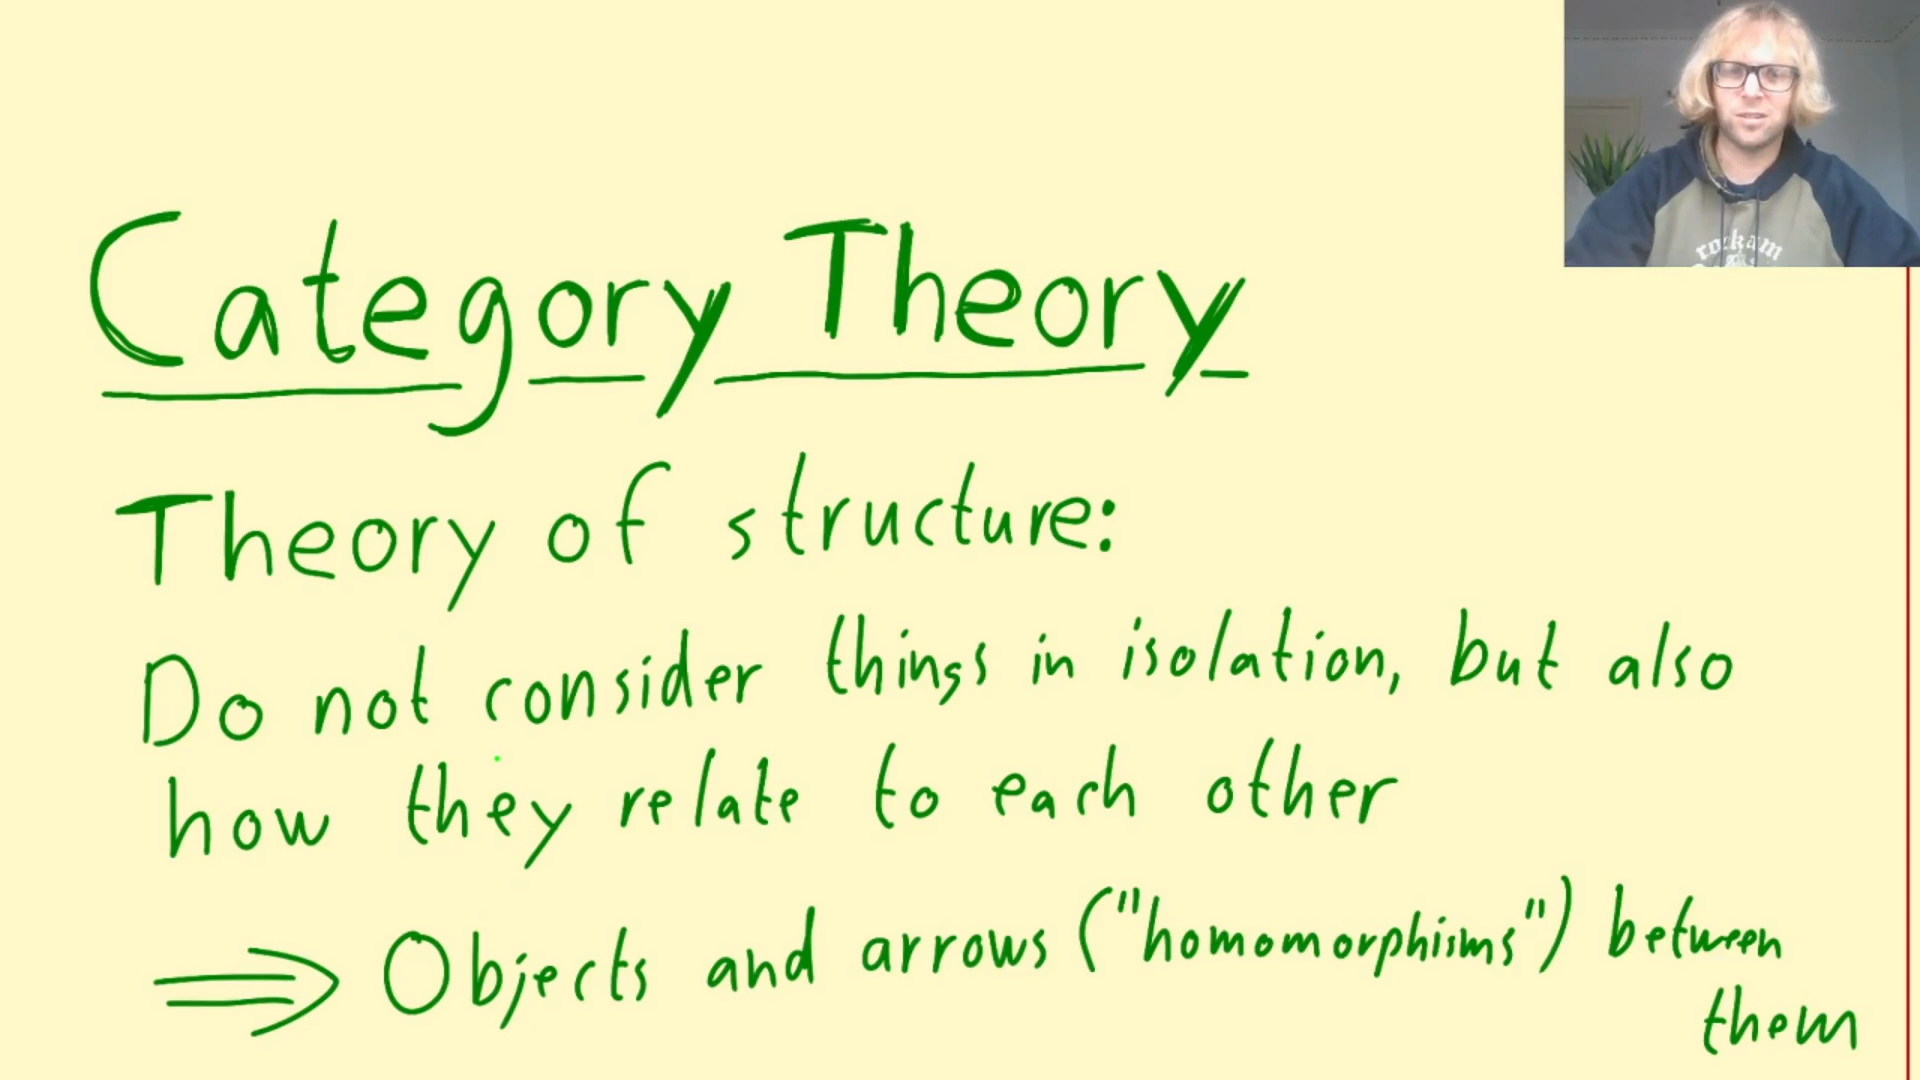 Category Theory
Theory of structure:
Do not consider things in isolation, but also
how they relate to each other
⇒ Objects and arrows ("homomorphisms") between
them